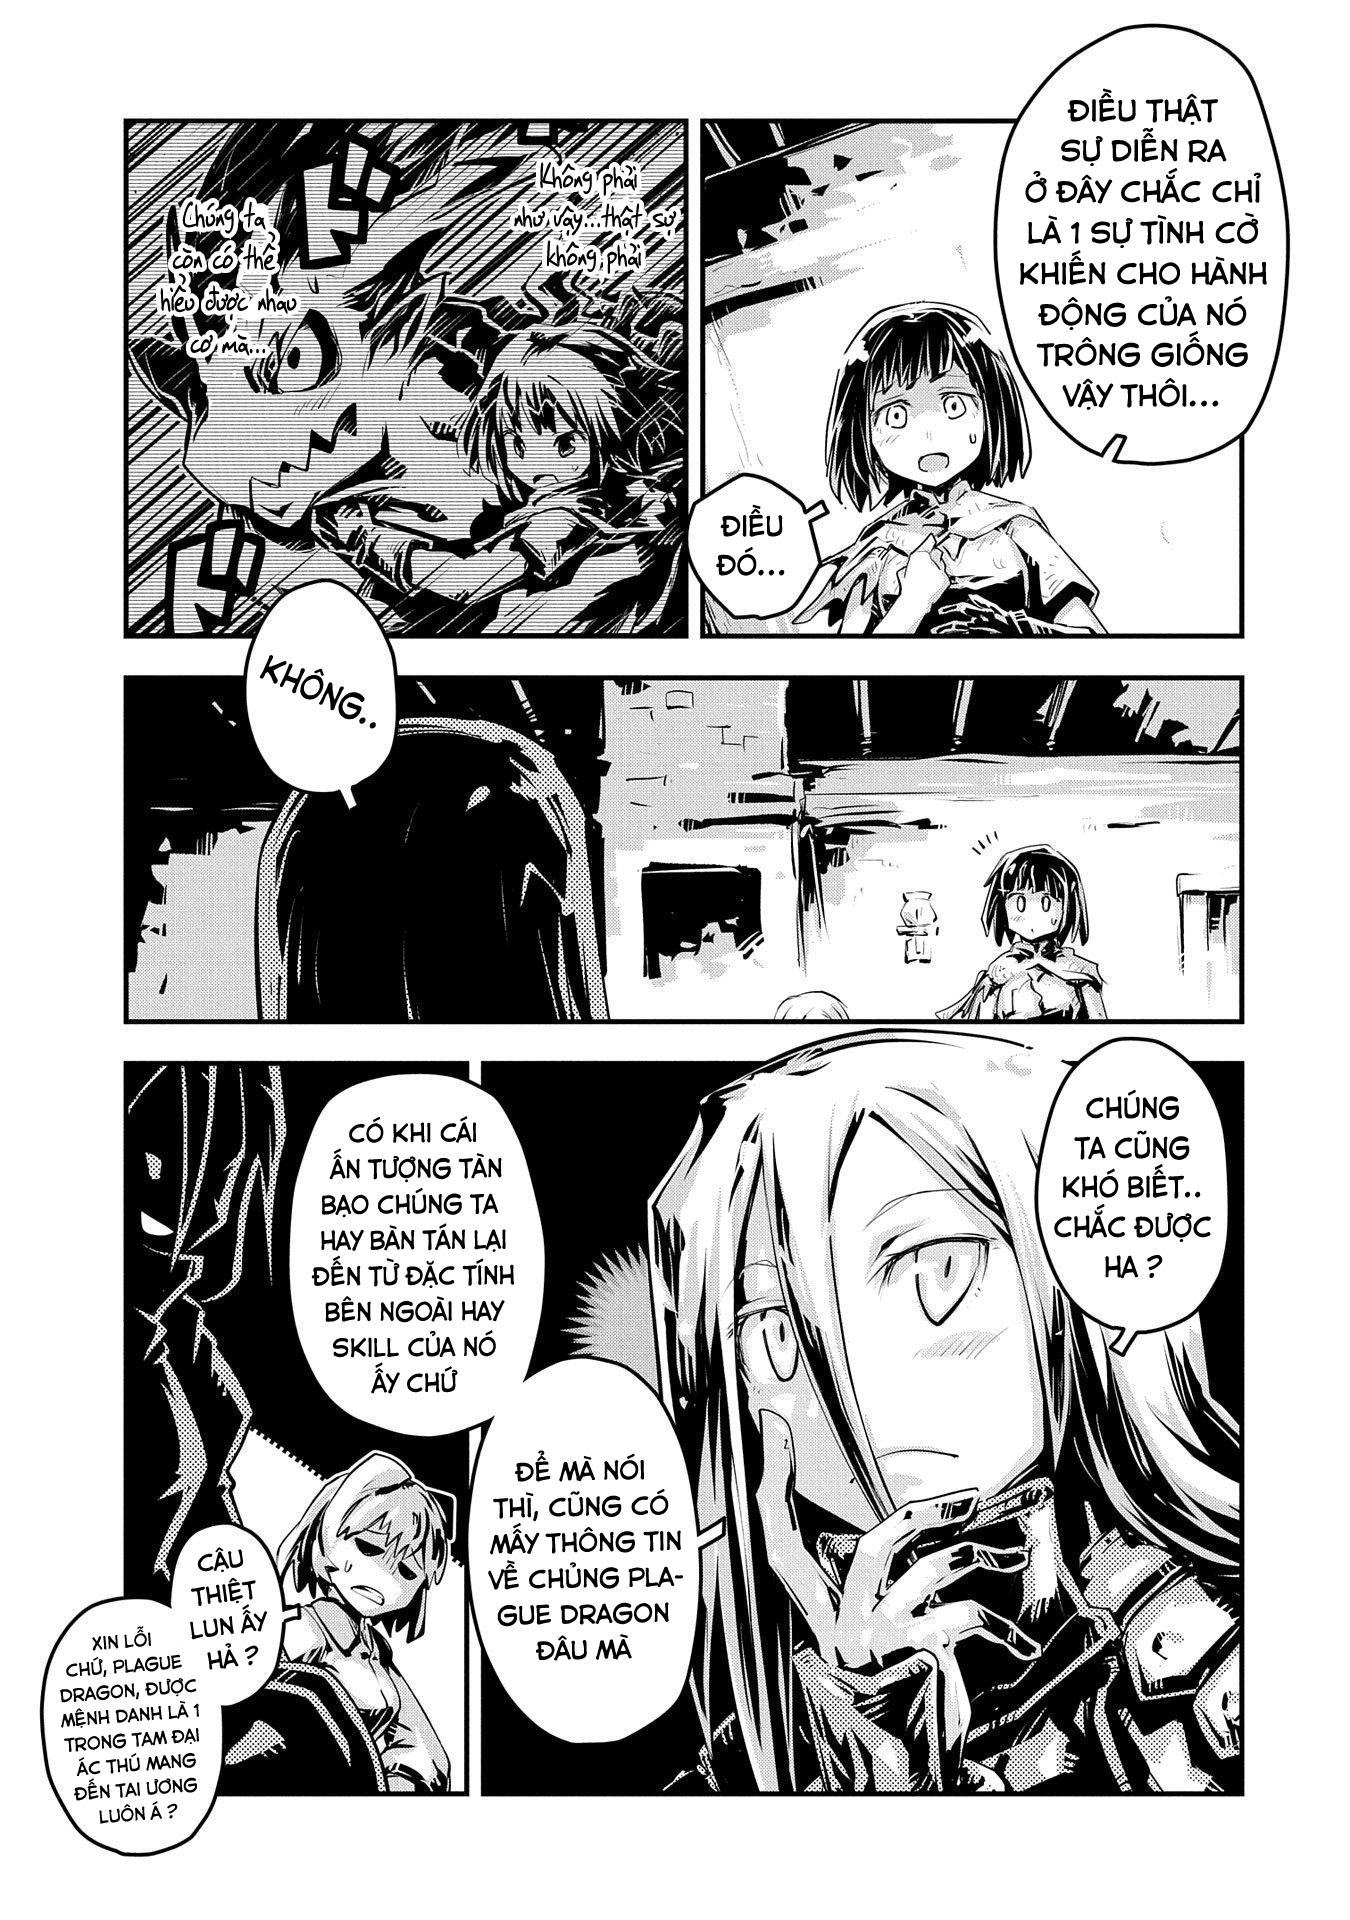 ĐIỀU THẬT
SỰ DIỄN RA
Ở ĐÂY CHẮC CHỈ
LÀ 1 SỰ TÌNH CỜ
KHIẾN CHO HÀNH
ĐỘNG CỦA NÓ
TRÔNG GIỐNG
VẬY THÔI...
ĐIỀU
ĐÓ...
Không phải
như vậy...thật sự
không phải
Chúng ta
còn có thể
hiểu được nhau
cơ mà...
KHÔNG..
CHÚNG
TA CŨNG
KHÓ BIẾT..
CHẮC ĐƯỢC
HA ?
ĐỂ MÀ NÓI
THÌ, CŨNG CÓ
MẤY THÔNG TIN
VỀ CHỦNG PLA-
GUE DRAGON
ĐÂU MÀ
CÓ KHI CÁI
ẤN TƯỢNG TÀN
BẠO CHÚNG TA
HAY BÀN TÁN LẠI
ĐẾN TỪ ĐẶC TÍNH
BÊN NGOÀI HAY
SKILL CỦA NÓ
ẤY CHỨ
CẬU
THIỆT
LUN ẤY
HẢ ?
XIN LỖI
CHỨ, PLAGUE
DRAGON, ĐƯỢC
MỆNH DANH LÀ 1
TRONG TAM ĐẠI
ÁC THÚ MANG
ĐẾN TAI ƯƠNG
LUÔN Á ?